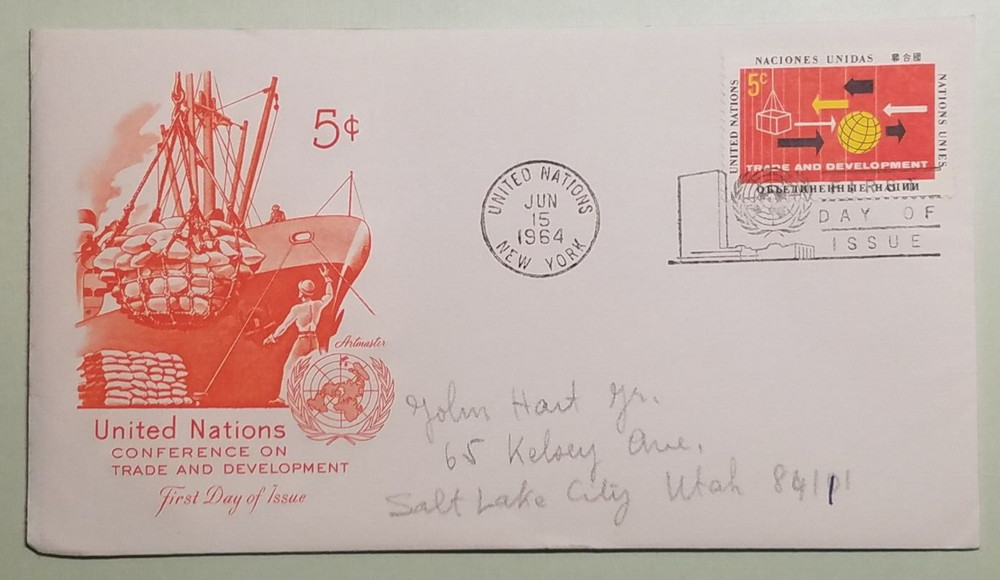 5¢
NACIONES UNIDAS 聯合國
UNITED NATIONS
5c
NATIONS UNIES
TRADE AND DEVELOPMENT
ОБЪЕДИНЕННЫЕ НАЦИИ
UNITED NATIONS
JUN
15
1964
NEW YORK
FIRST
DAY OF
ISSUE
Artmaster
United Nations
CONFERENCE ON
TRADE AND DEVELOPMENT
First Day of Issue
John Hart Jr.
65 Kelsey Ave.
Salt Lake City Utah